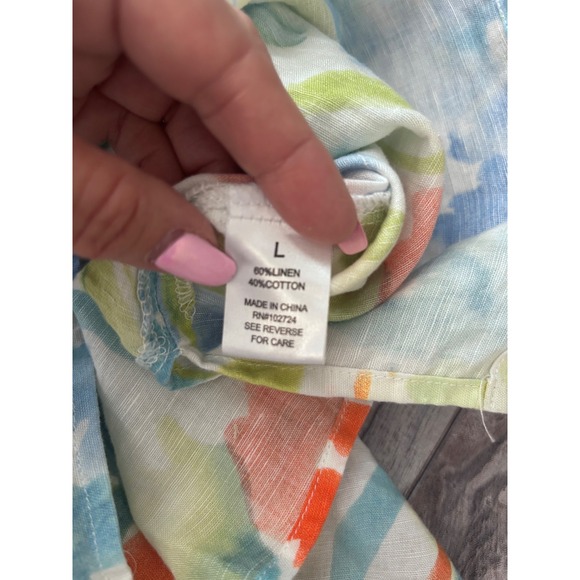 L
60%LINEN
40%COTTON
MADE IN CHINA
RN#102724
SEE REVERSE
FOR CARE